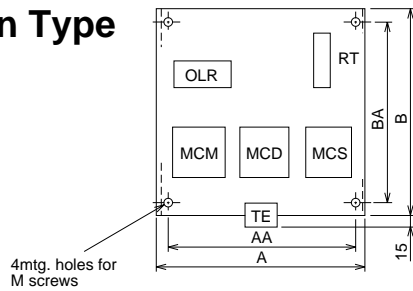 n Type
OLR
RT
MCM
MCD
MCS
BA
B
TE
15
AA
A
4mtg. holes for
M screws